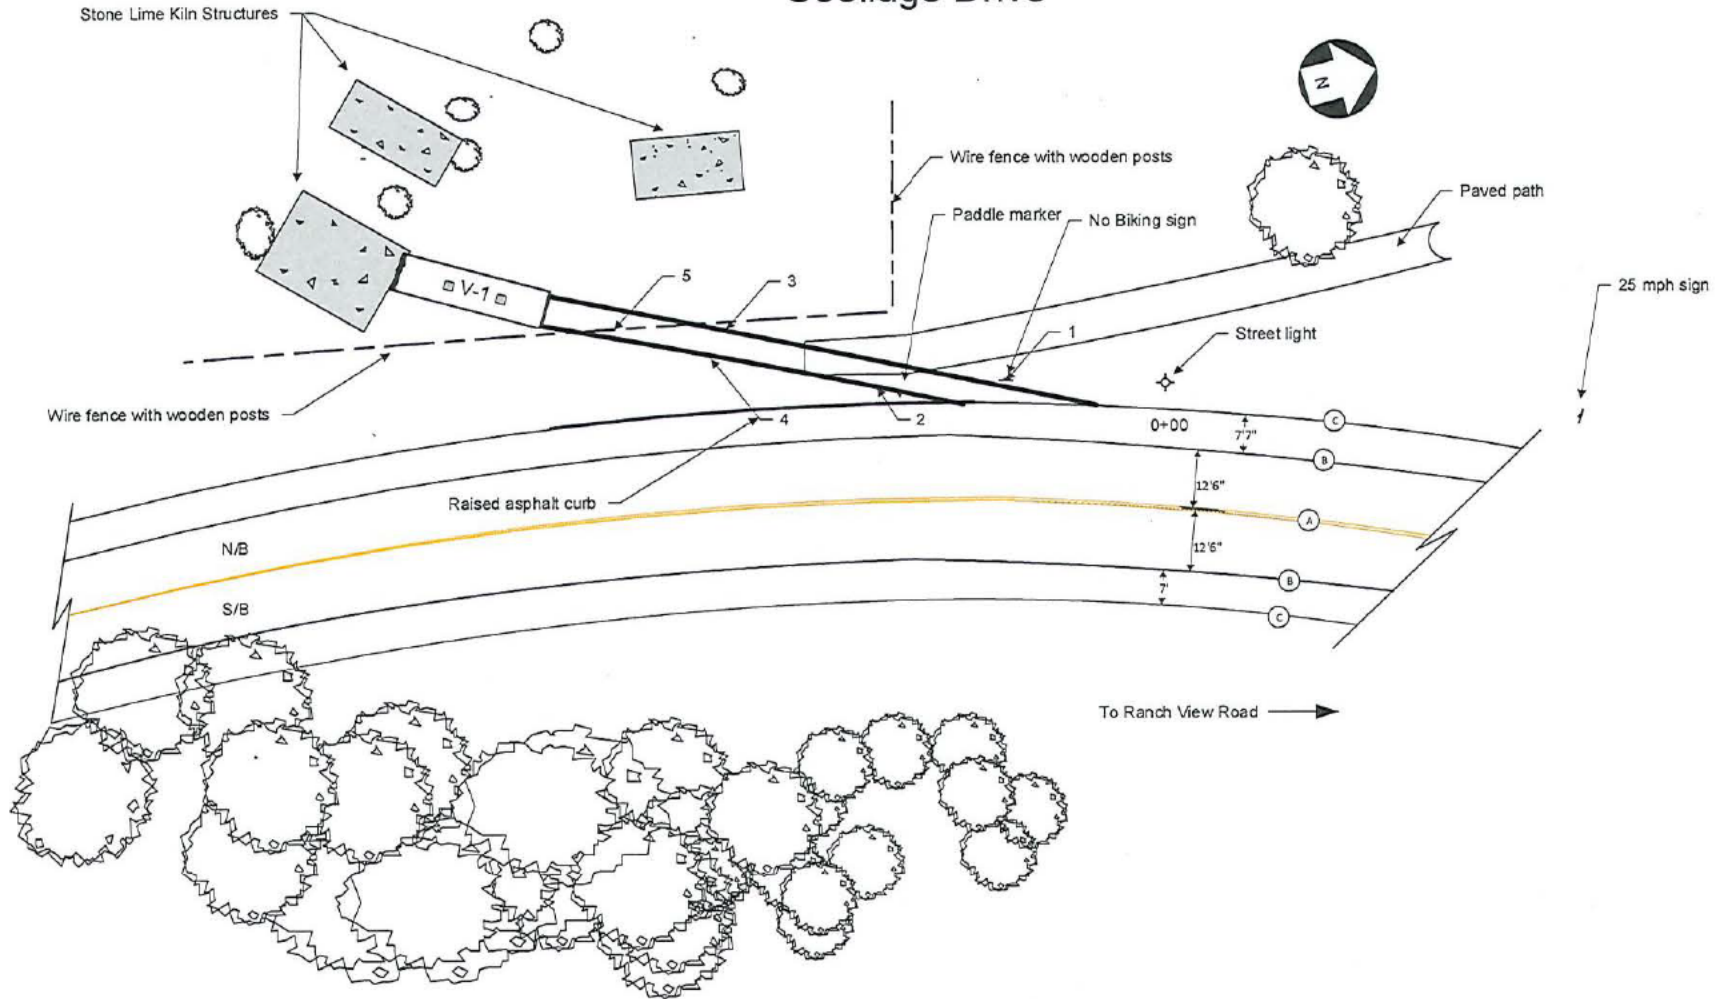 Coolidge Drive
Stone Lime Kiln Structures
N
Wire fence with wooden posts
Paved path
Paddle marker
No Biking sign
25 mph sign
V-1
5
3
1
Street light
Wire fence with wooden posts
4
2
0+00
7'7"
C
B
12'6"
Raised asphalt curb
A
N/B
12'6"
B
S/B
7'
C
To Ranch View Road